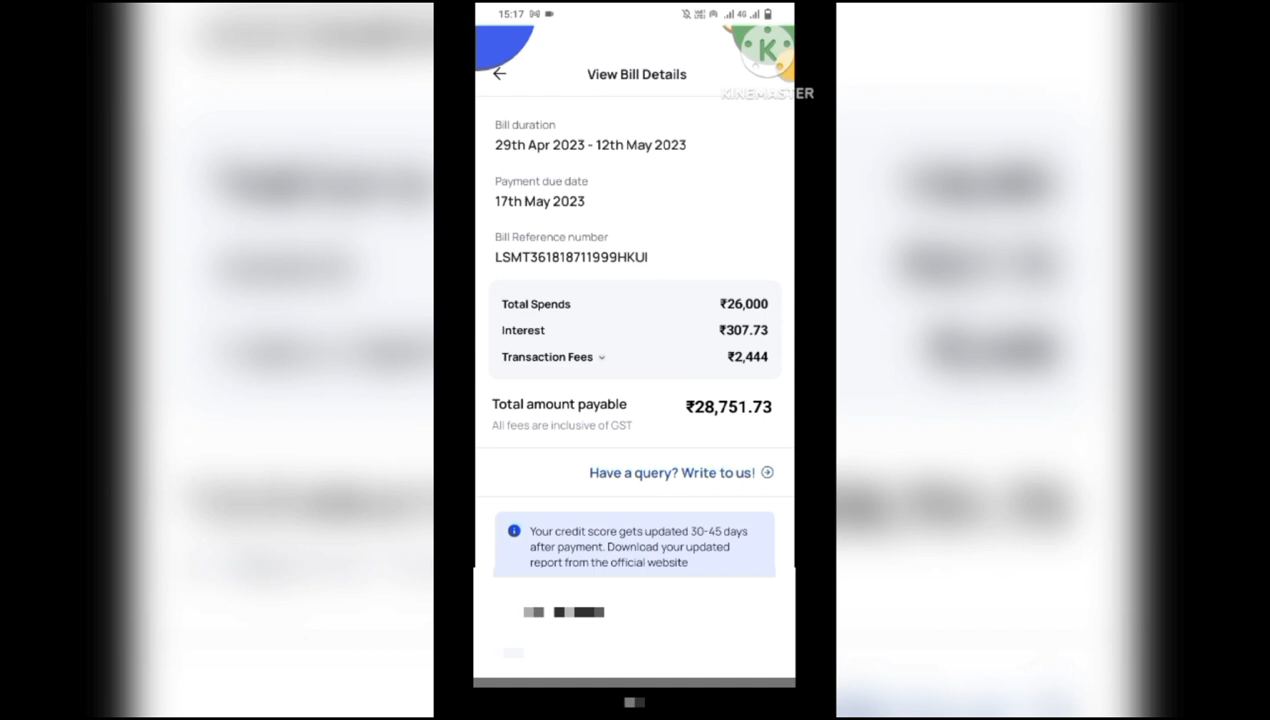 15:17
4G
K
KINEMASTER
View Bill Details
Bill duration
29th Apr 2023 - 12th May 2023
Payment due date
17th May 2023
Bill Reference number
LSMT361818711999HKUI
Total Spends ₹26,000
Interest ₹307.73
Transaction Fees ₹2,444
Total amount payable ₹28,751.73
All fees are inclusive of GST
Have a query? Write to us!
Your credit score gets updated 30-45 days
after payment. Download your updated
report from the official website